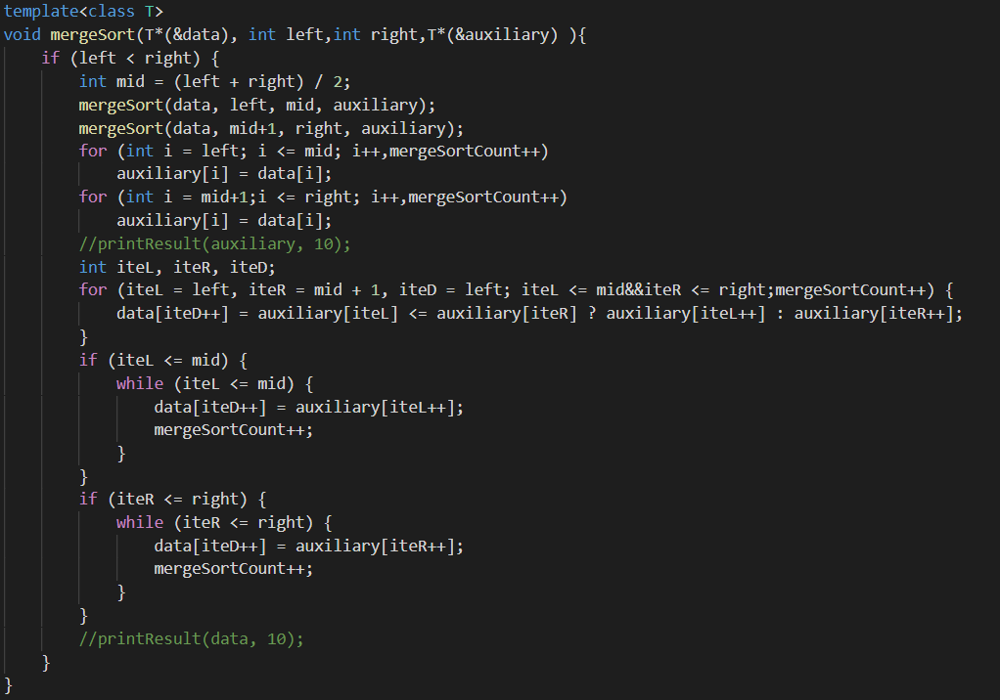 template<class T>
void mergeSort(T*(&data), int left,int right,T*(&auxiliary) ){
    if (left < right) {
        int mid = (left + right) / 2;
        mergeSort(data, left, mid, auxiliary);
        mergeSort(data, mid+1, right, auxiliary);
        for (int i = left; i <= mid; i++,mergeSortCount++)
            auxiliary[i] = data[i];
        for (int i = mid+1;i <= right; i++,mergeSortCount++)
            auxiliary[i] = data[i];
        //printResult(auxiliary, 10);
        int iteL, iteR, iteD;
        for (iteL = left, iteR = mid + 1, iteD = left; iteL <= mid&&iteR <= right;mergeSortCount++) {
            data[iteD++] = auxiliary[iteL] <= auxiliary[iteR] ? auxiliary[iteL++] : auxiliary[iteR++];
        }
        if (iteL <= mid) {
            while (iteL <= mid) {
                data[iteD++] = auxiliary[iteL++];
                mergeSortCount++;
            }
        }
        if (iteR <= right) {
            while (iteR <= right) {
                data[iteD++] = auxiliary[iteR++];
                mergeSortCount++;
            }
        }
        //printResult(data, 10);
    }
}